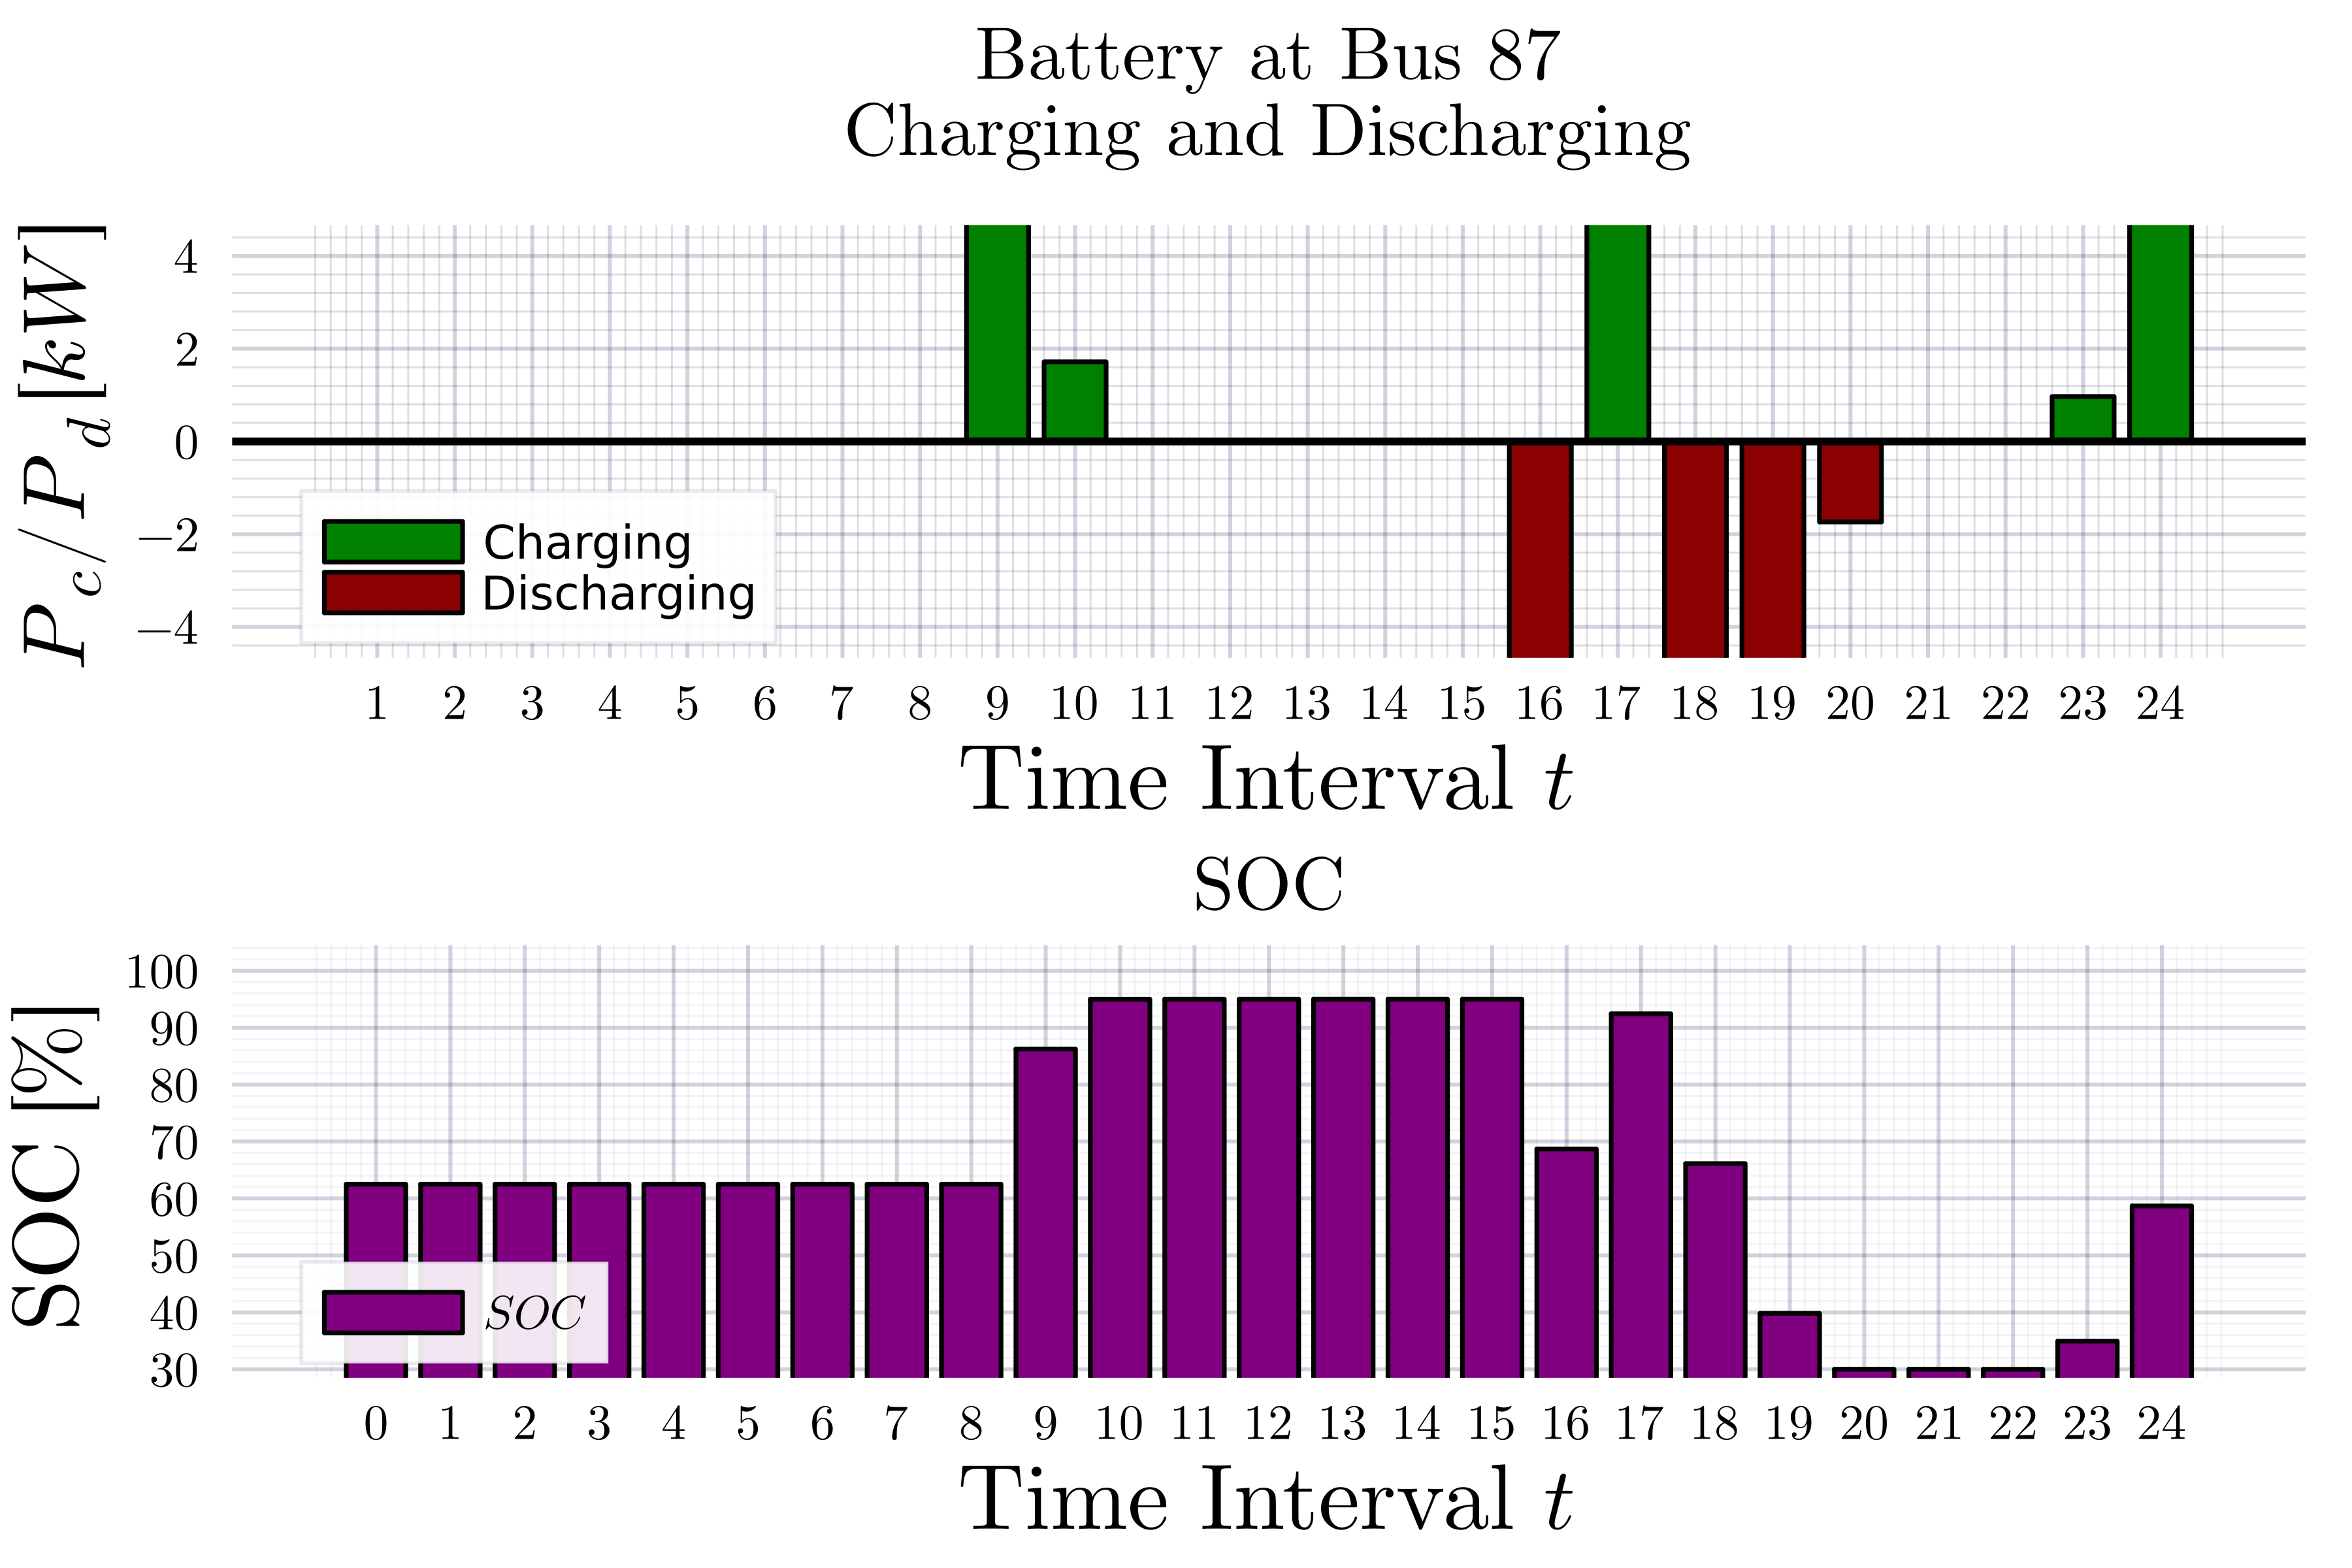 Battery at Bus 87
Charging and Discharging
P_c/P_d [kW]
4
2
0
−2
−4
Charging
Discharging
1 2 3 4 5 6 7 8 9 10 11 12 13 14 15 16 17 18 19 20 21 22 23 24
Time Interval t
SOC
SOC [%]
100
90
80
70
60
50
40
30
SOC
0 1 2 3 4 5 6 7 8 9 10 11 12 13 14 15 16 17 18 19 20 21 22 23 24
Time Interval t